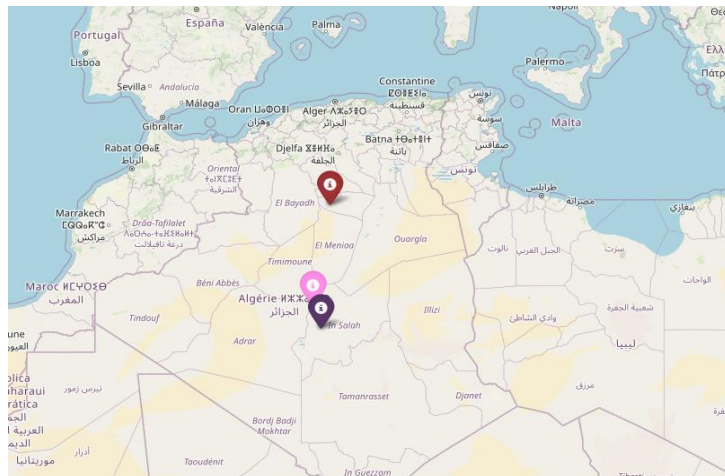 Portugal
España
València
Palma
Napoli
Lisboa
Sevilla
Andalucía
Málaga
Gibraltar
Palermo
Malta
Constantine
قسنطينة
تونس
سوسة
صفاقس
تونس
Alger ⴷⵣⴰⵢⴻⵔ
الجزائر
Oran
وهران
Batna
باتنة
Djelfa
الجلفة
Rabat
الرباط
Oriental
الشرقية
El Bayadh
Marrakech
مراكش
Drâa-Tafilalet
درعة تافيلالت
El Meniaa
Ouargla
Timimoune
Maroc
المغرب
Béni Abbès
Algérie
الجزائر
In Salah
Illizi
Tindouf
Adrar
Tamanrasset
Djanet
Bordj Badji
Mokhtar
In Guezzam
Taoudénit
تيرس زمور
أدرار
موريتانيا
طرابلس
مصراتة
بنغازي
نالوت
الجبل الغربي
سرت
الواحات
وادي الشاطئ
شعبية الجفرة
ليبيا
مرزق